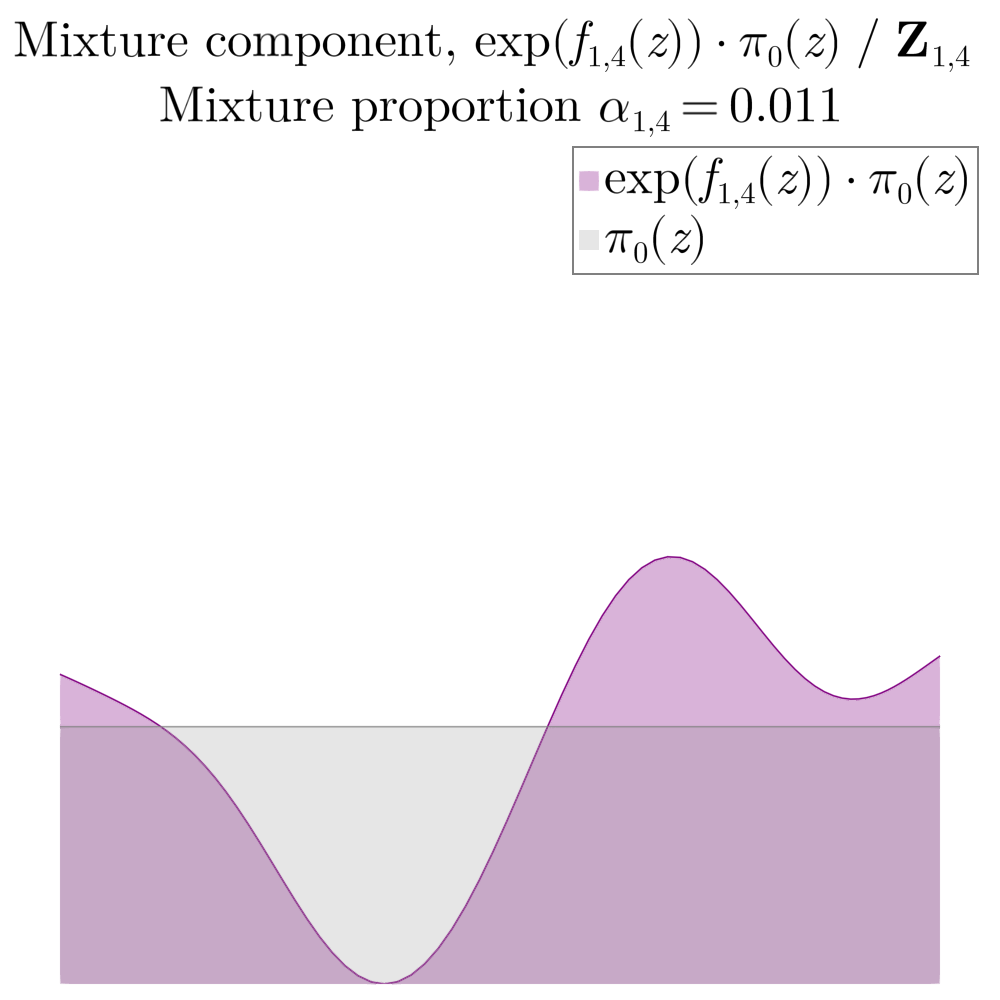 Mixture component, exp(f₁,₄(z)) · π₀(z) / Z₁,₄
Mixture proportion α₁,₄ = 0.011
exp(f₁,₄(z)) · π₀(z)
π₀(z)